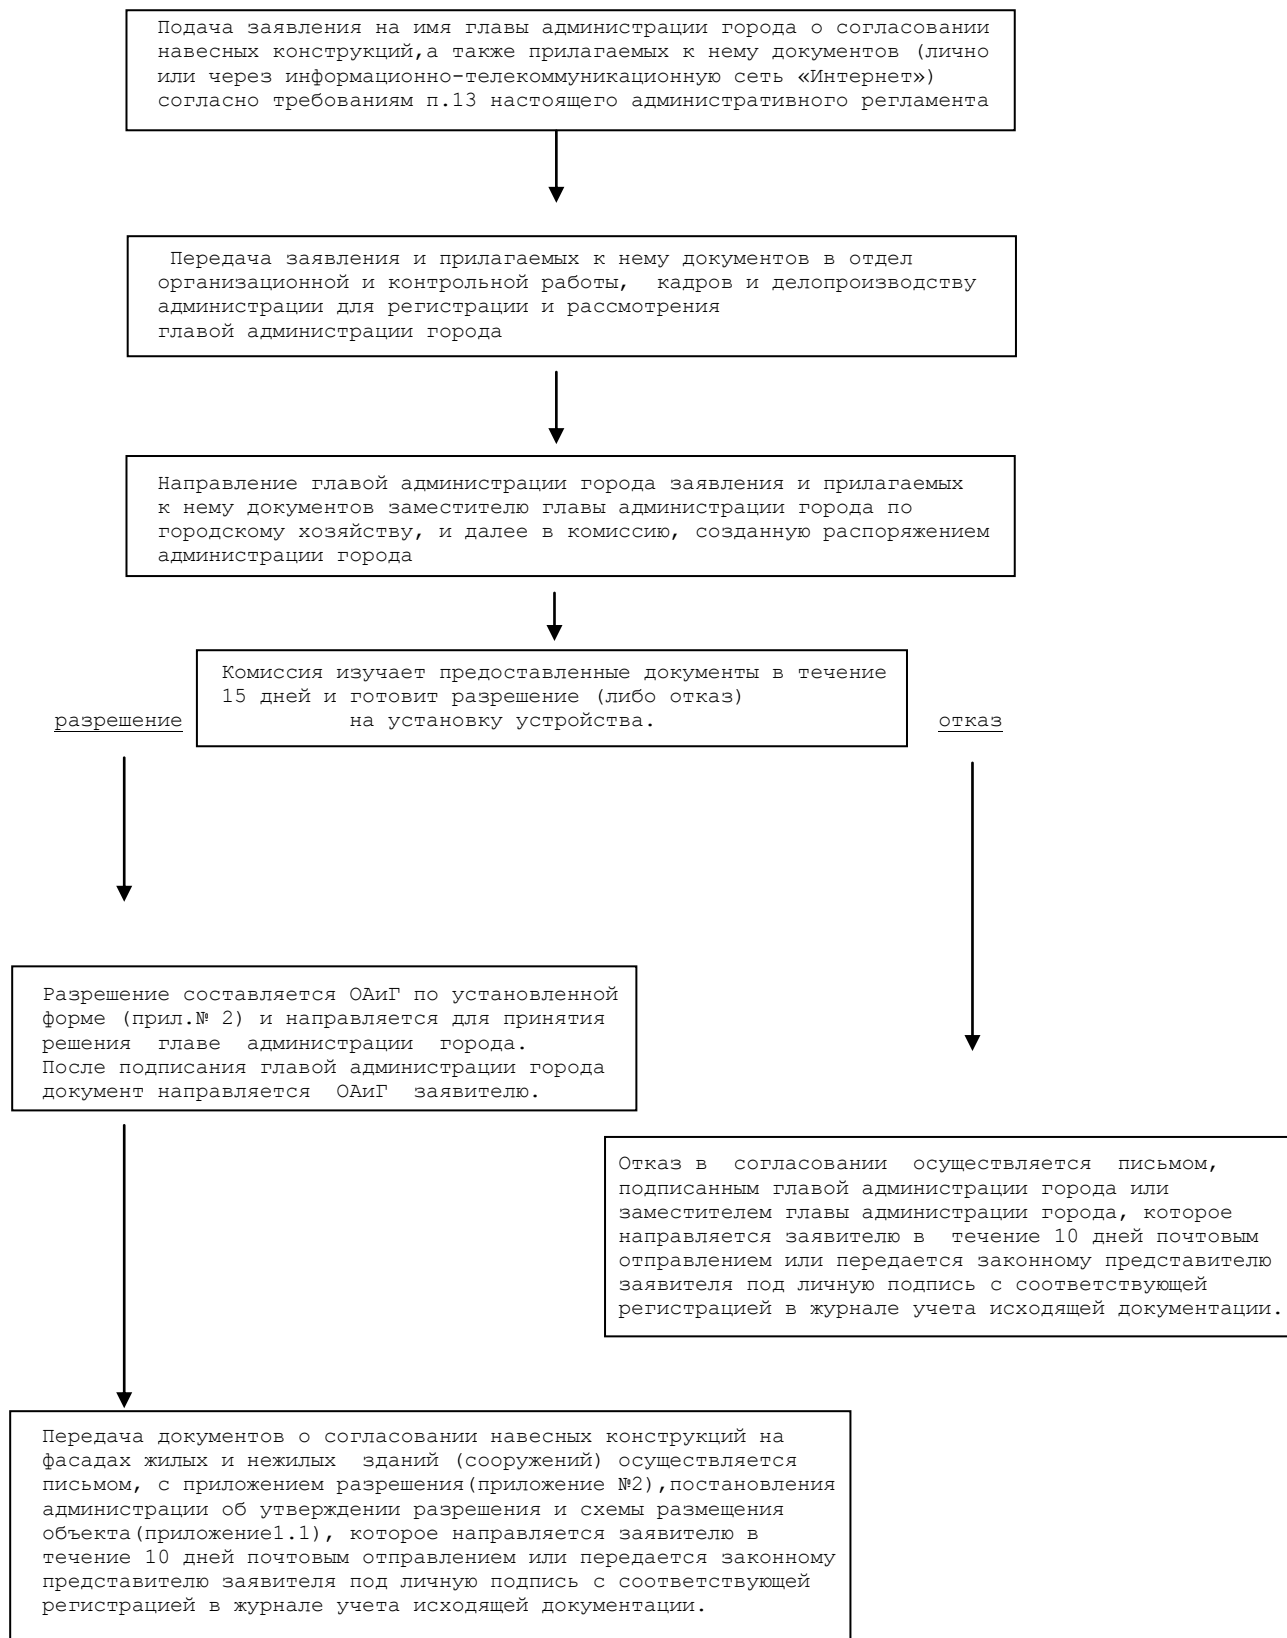 Подача заявления на имя главы администрации города о согласовании
навесных конструкций,а также прилагаемых к нему документов (лично
или через информационно-телекоммуникационную сеть «Интернет»)
согласно требованиям п.13 настоящего административного регламента
Передача заявления и прилагаемых к нему документов в отдел
организационной и контрольной работы, кадров и делопроизводству
администрации для регистрации и рассмотрения
главой администрации города
Направление главой администрации города заявления и прилагаемых
к нему документов заместителю главы администрации города по
городскому хозяйству, и далее в комиссию, созданную распоряжением
администрации города
Комиссия изучает предоставленные документы в течение
15 дней и готовит разрешение (либо отказ)
на установку устройства.
разрешение
отказ
Разрешение составляется ОАиГ по установленной
форме (прил.№ 2) и направляется для принятия
решения главе администрации города.
После подписания главой администрации города
документ направляется ОАиГ заявителю.
Отказ в согласовании осуществляется письмом,
подписанным главой администрации города или
заместителем главы администрации города, которое
направляется заявителю в течение 10 дней почтовым
отправлением или передается законному представителю
заявителя под личную подпись с соответствующей
регистрацией в журнале учета исходящей документации.
Передача документов о согласовании навесных конструкций на
фасадах жилых и нежилых зданий (сооружений) осуществляется
письмом, с приложением разрешения(приложение №2),постановления
администрации об утверждении разрешения и схемы размещения
объекта(приложение1.1), которое направляется заявителю в
течение 10 дней почтовым отправлением или передается законному
представителю заявителя под личную подпись с соответствующей
регистрацией в журнале учета исходящей документации.